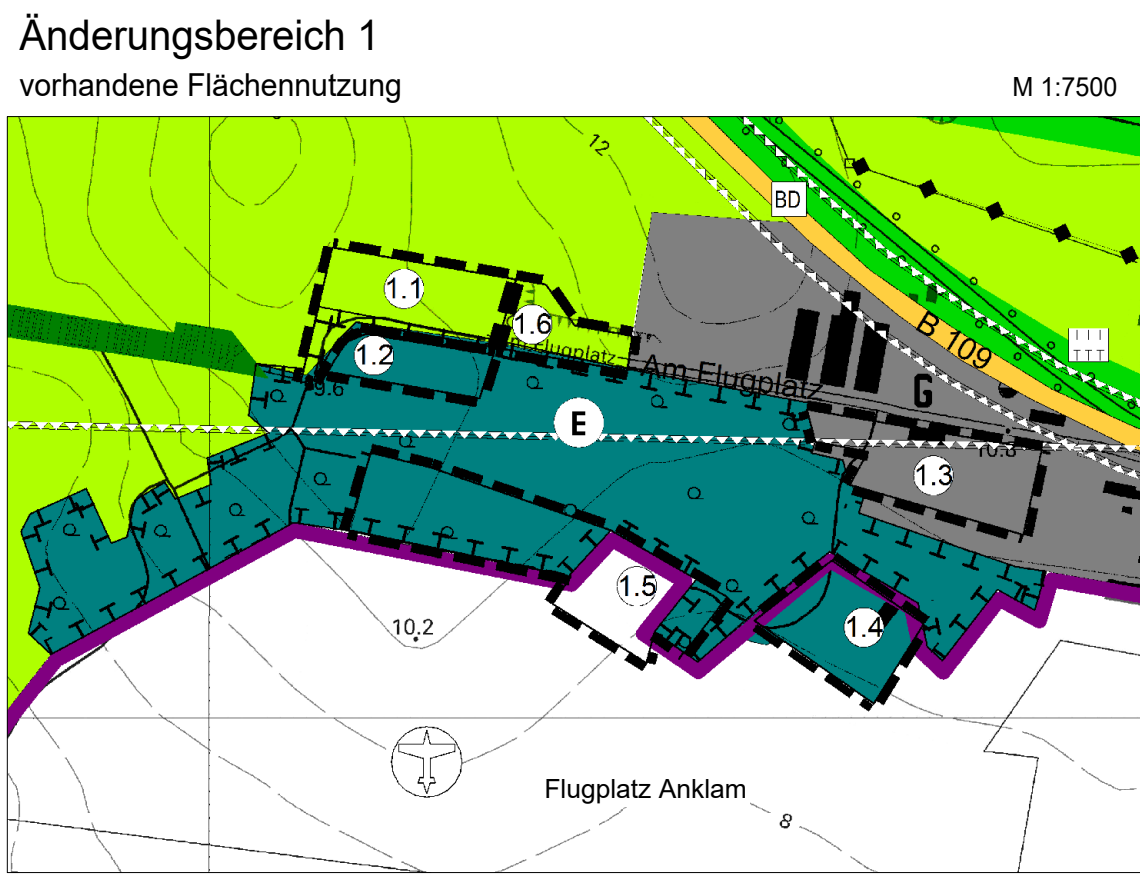 Änderungsbereich 1
vorhandene Flächennutzung
M 1:7500
12
BD
1.1
1.6
1.2
Flugplatz
Am Flugplatz
B 109
G
9.6
E
1.3
1.5
1.4
10.2
Flugplatz Anklam
8